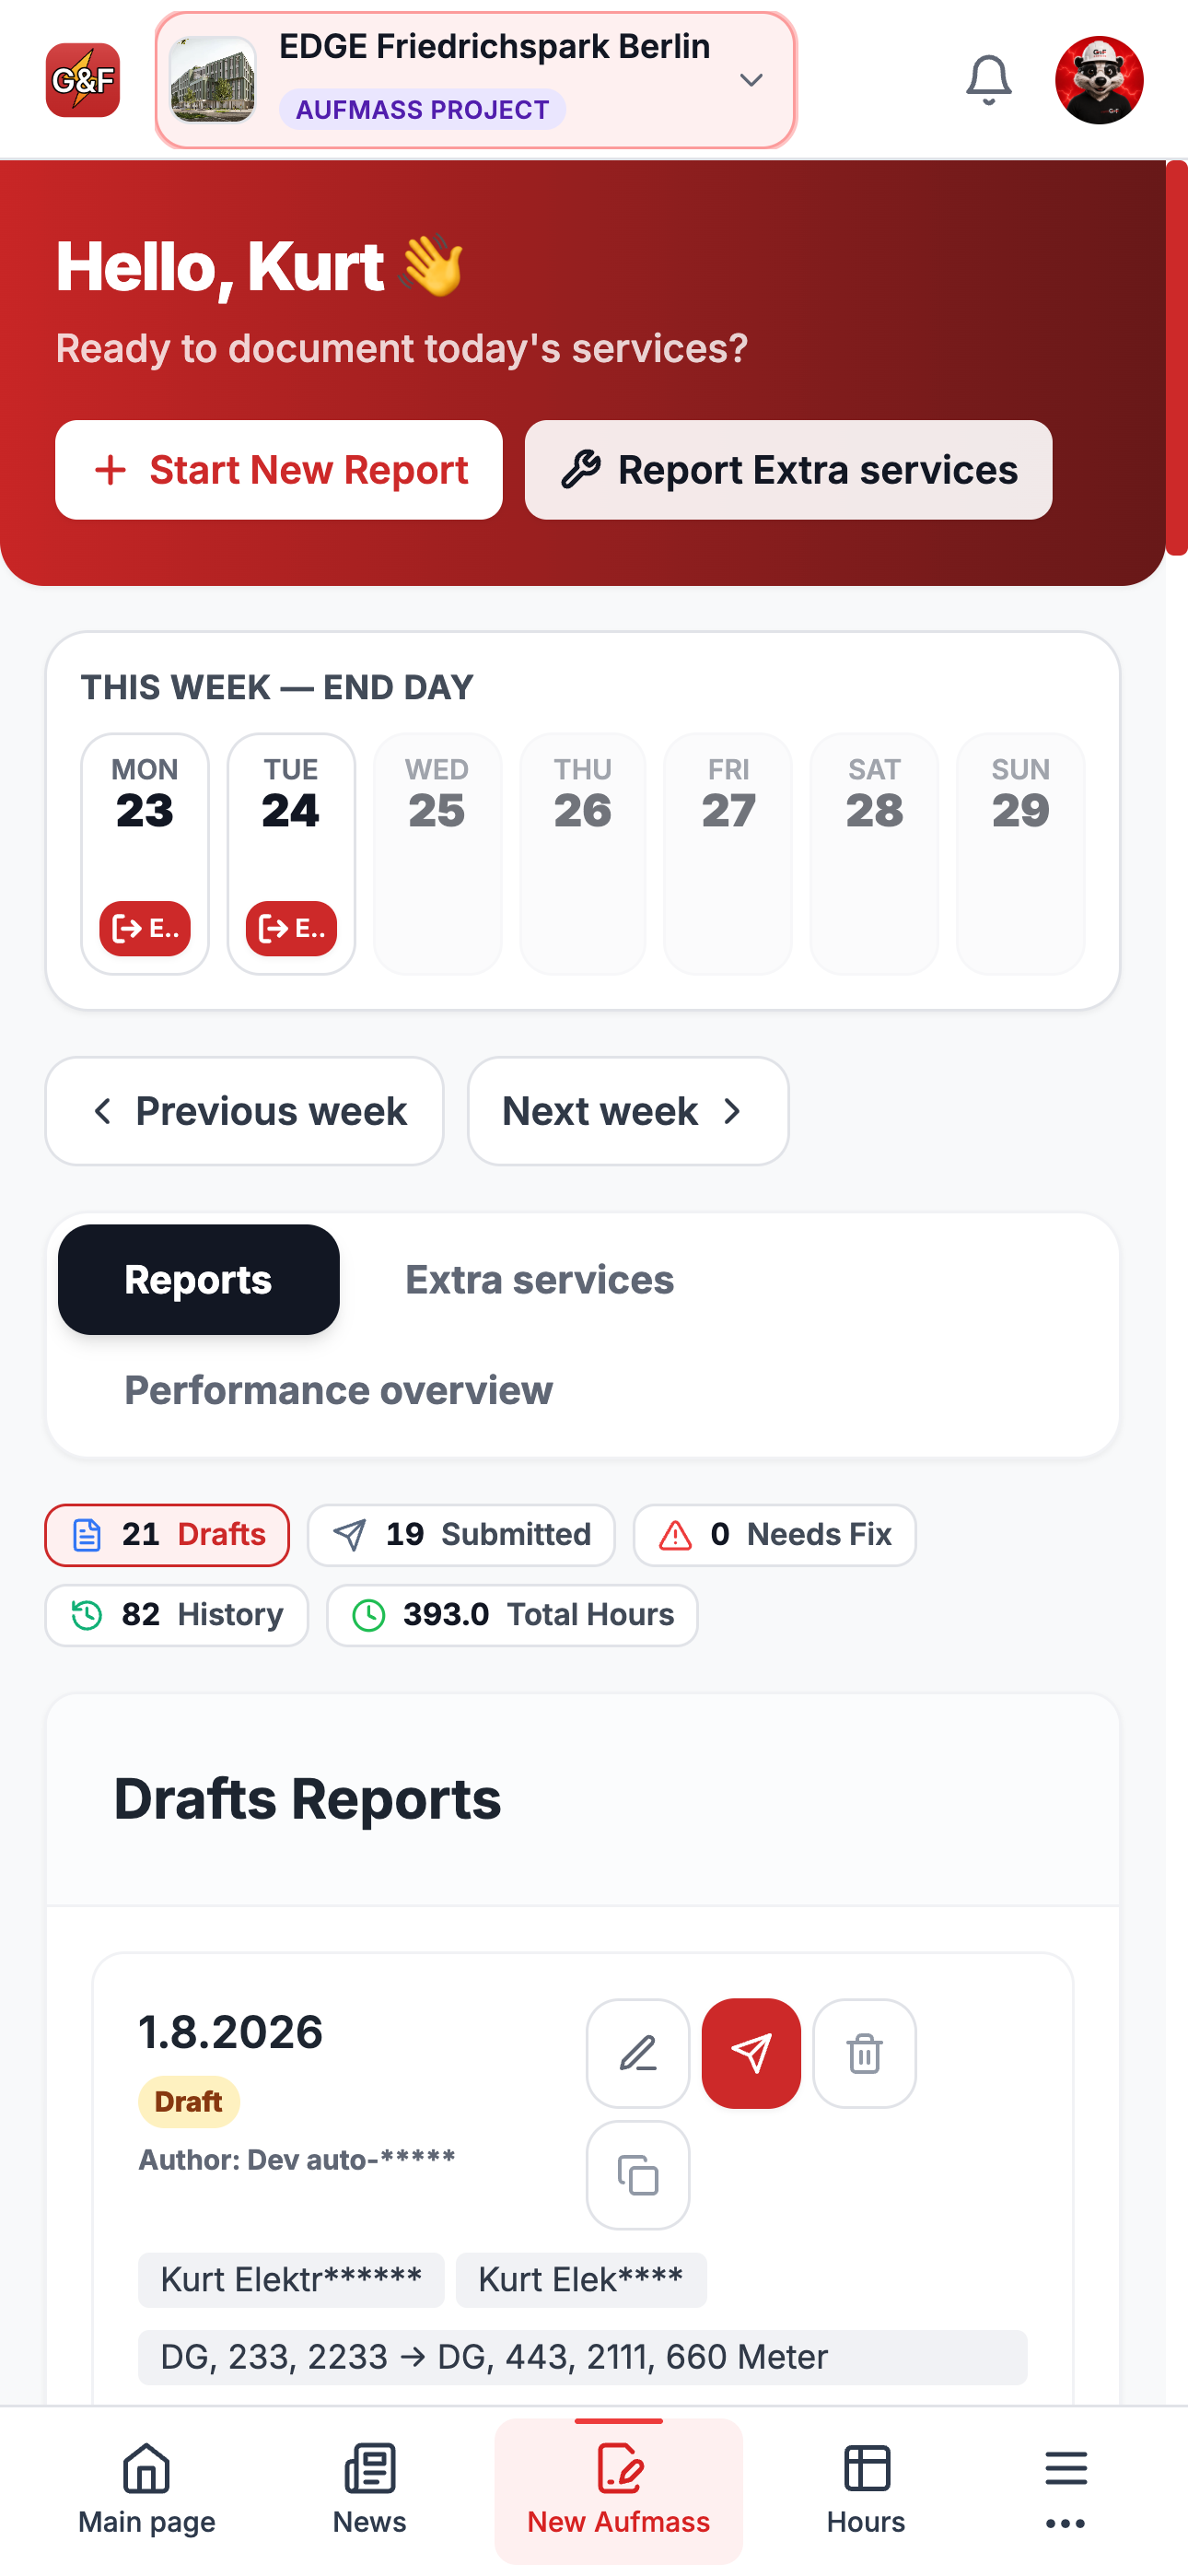 G&F
EDGE Friedrichspark Berlin
AUFMASS PROJECT
Hello, Kurt 👋
Ready to document today's services?
Start New Report
Report Extra services
THIS WEEK — END DAY
MON TUE WED THU FRI SAT SUN
23 24 25 26 27 28 29
E.. E..
Previous week
Next week
Reports
Extra services
Performance overview
21 Drafts
19 Submitted
0 Needs Fix
82 History
393.0 Total Hours
Drafts Reports
1.8.2026
Draft
Author: Dev auto-*****
Kurt Elektr******
Kurt Elek****
DG, 233, 2233 → DG, 443, 2111, 660 Meter
Main page
News
New Aufmass
Hours